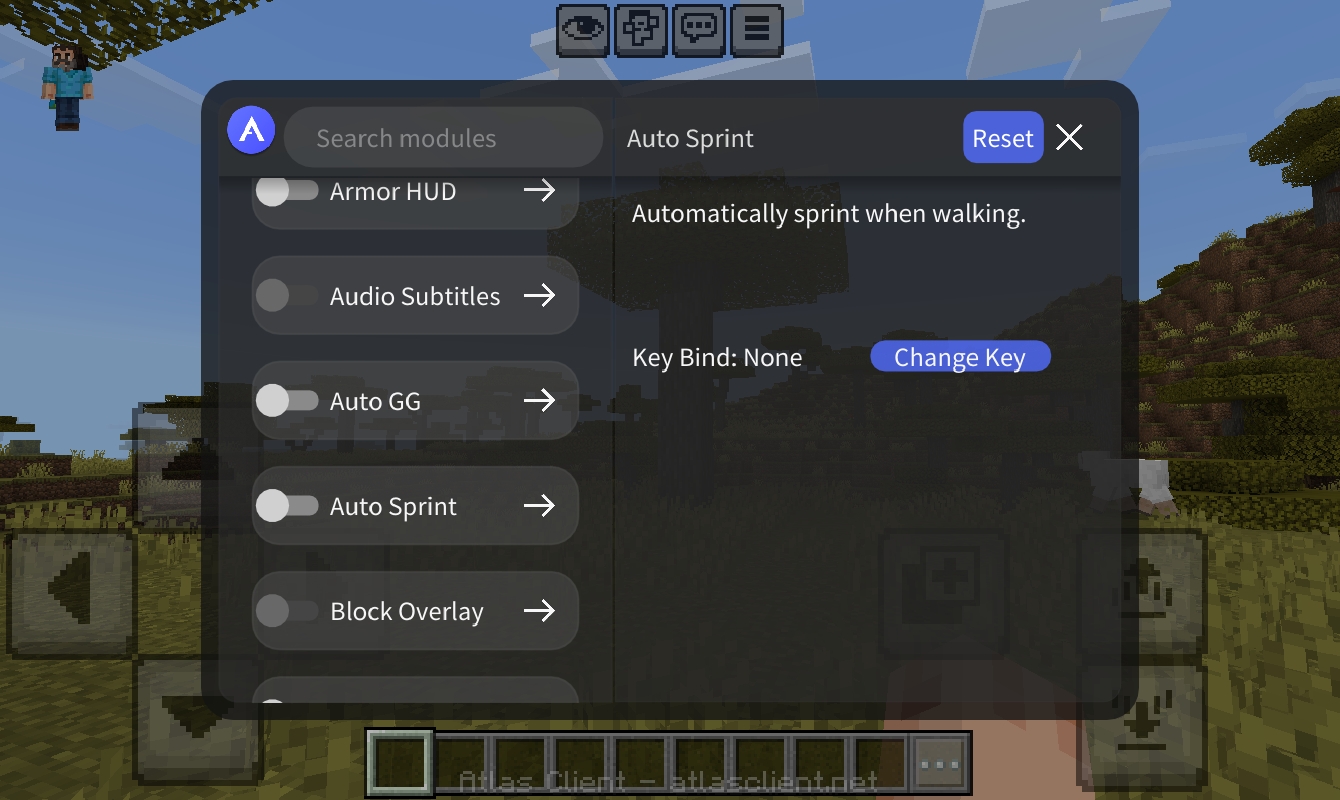 Search modules
Auto Sprint
Reset
Armor HUD
Automatically sprint when walking.
Audio Subtitles
Key Bind: None
Change Key
Auto GG
Auto Sprint
Block Overlay
Atlas Client - atlasclient.net